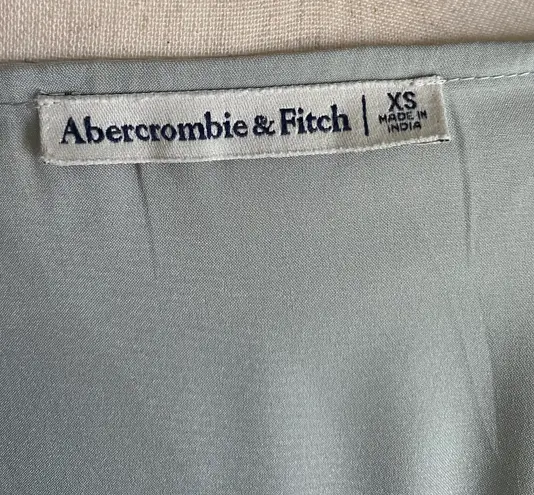 Abercrombie & Fitch | XS
MADE IN
INDIA